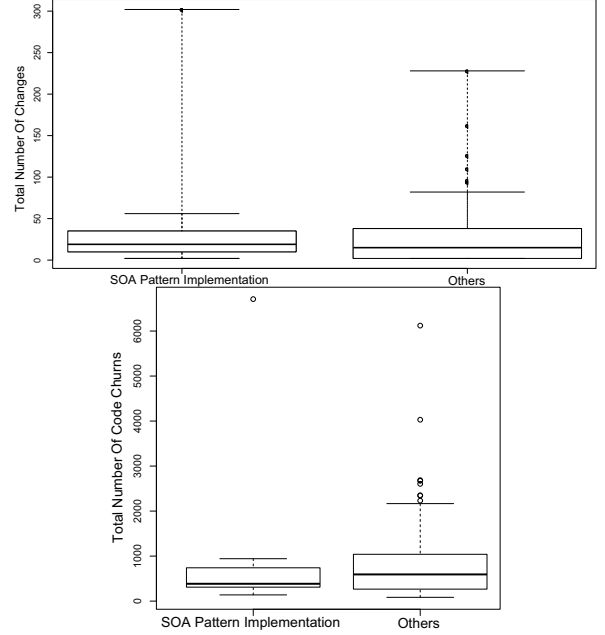 Total Number Of Changes
300
250
200
150
100
50
0
SOA Pattern Implementation
Others
Total Number Of Code Churns
6000
5000
4000
3000
2000
1000
0
SOA Pattern Implementation
Others